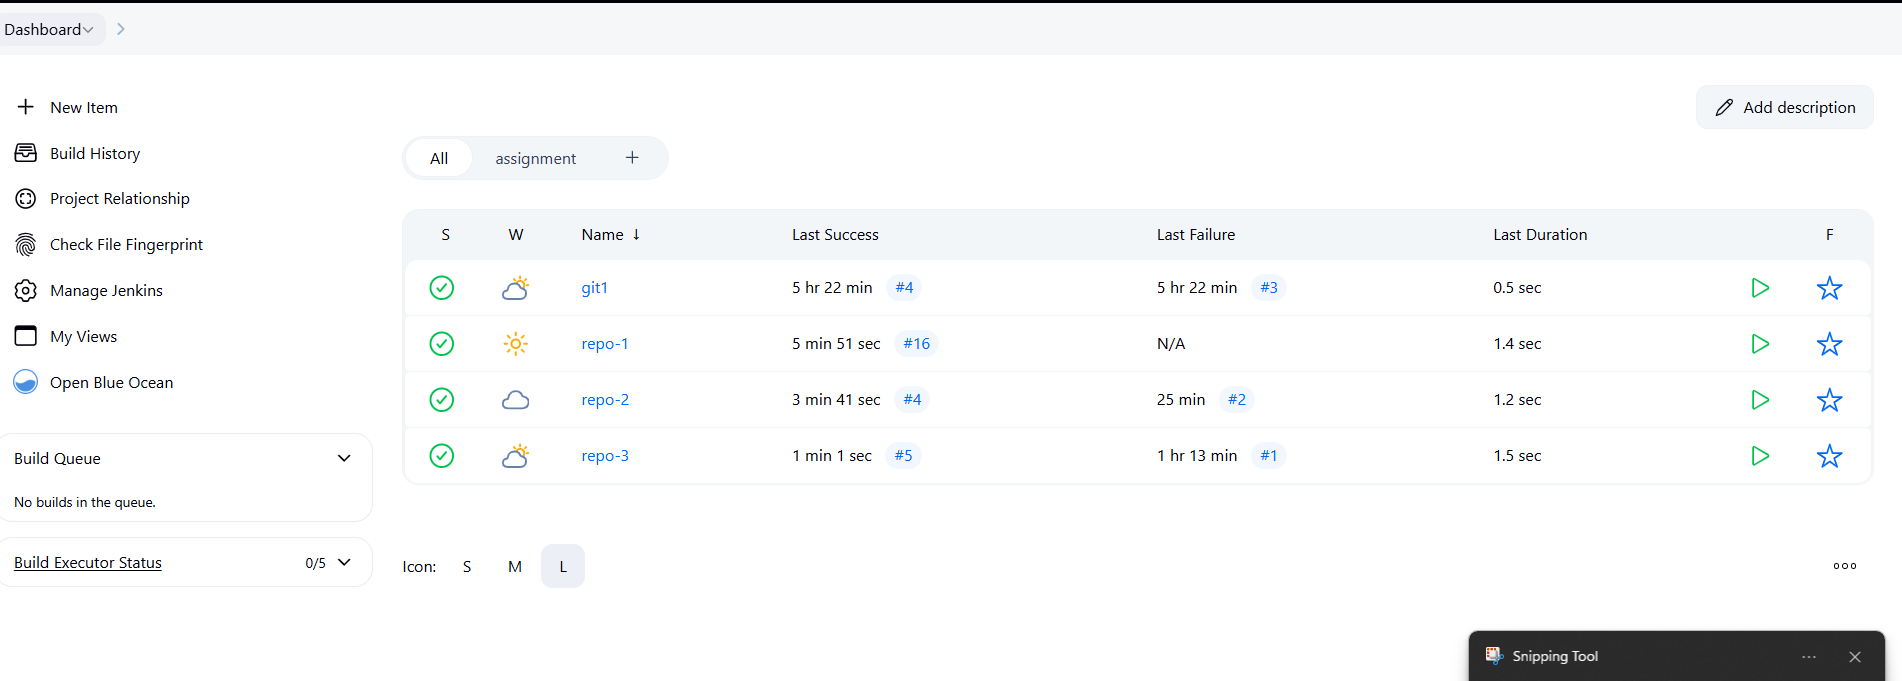 Dashboard
New Item
Build History
Project Relationship
Check File Fingerprint
Manage Jenkins
My Views
Open Blue Ocean
Build Queue
No builds in the queue.
Build Executor Status 0/5
Add description
All assignment +
S W Name ↓ Last Success Last Failure Last Duration F
git1 5 hr 22 min #4 5 hr 22 min #3 0.5 sec
repo-1 5 min 51 sec #16 N/A 1.4 sec
repo-2 3 min 41 sec #4 25 min #2 1.2 sec
repo-3 1 min 1 sec #5 1 hr 13 min #1 1.5 sec
Icon: S M L
Snipping Tool